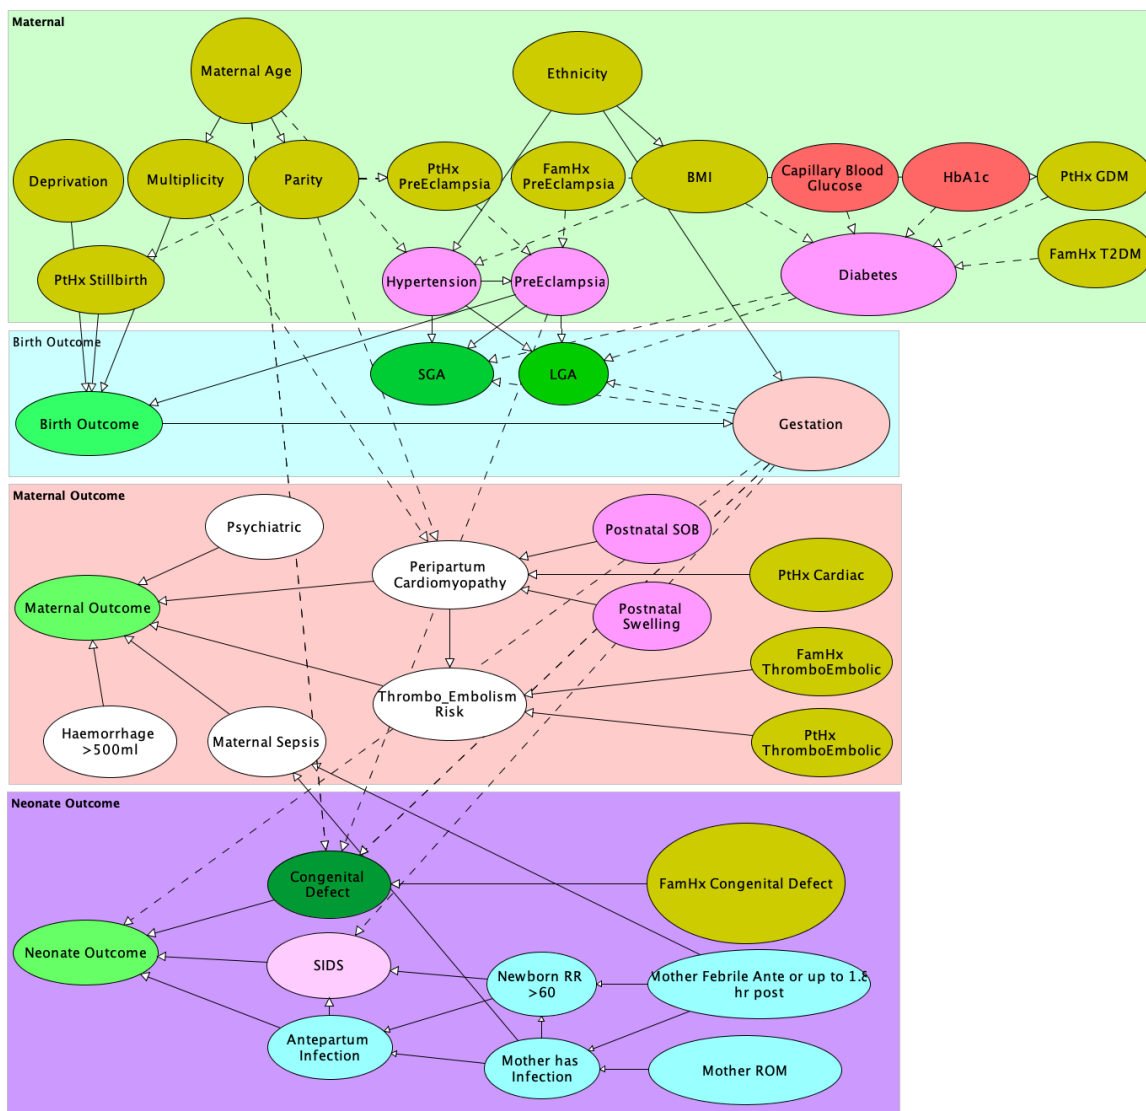 Maternal
Maternal Age
Ethnicity
Deprivation
Multiplicity
Parity
PtHx
PreEclampsia
FamHx
PreEclampsia
BMI
Capillary Blood
Glucose
HbA1c
PtHx GDM
PtHx Stillbirth
Hypertension
PreEclampsia
Diabetes
FamHx T2DM
Birth Outcome
SGA
LGA
Birth Outcome
Gestation
Maternal Outcome
Psychiatric
Postnatal SOB
Peripartum
Cardiomyopathy
PtHx Cardiac
Maternal Outcome
Postnatal
Swelling
FamHx
ThromboEmbolic
Thrombo_Embolism
Risk
Haemorrhage
>500ml
Maternal Sepsis
PtHx
ThromboEmbolic
Neonate Outcome
Congenital
Defect
FamHx Congenital Defect
Neonate Outcome
SIDS
Newborn RR
>60
Mother Febrile Ante or up to 1.8
hr post
Antepartum
Infection
Mother has
Infection
Mother ROM